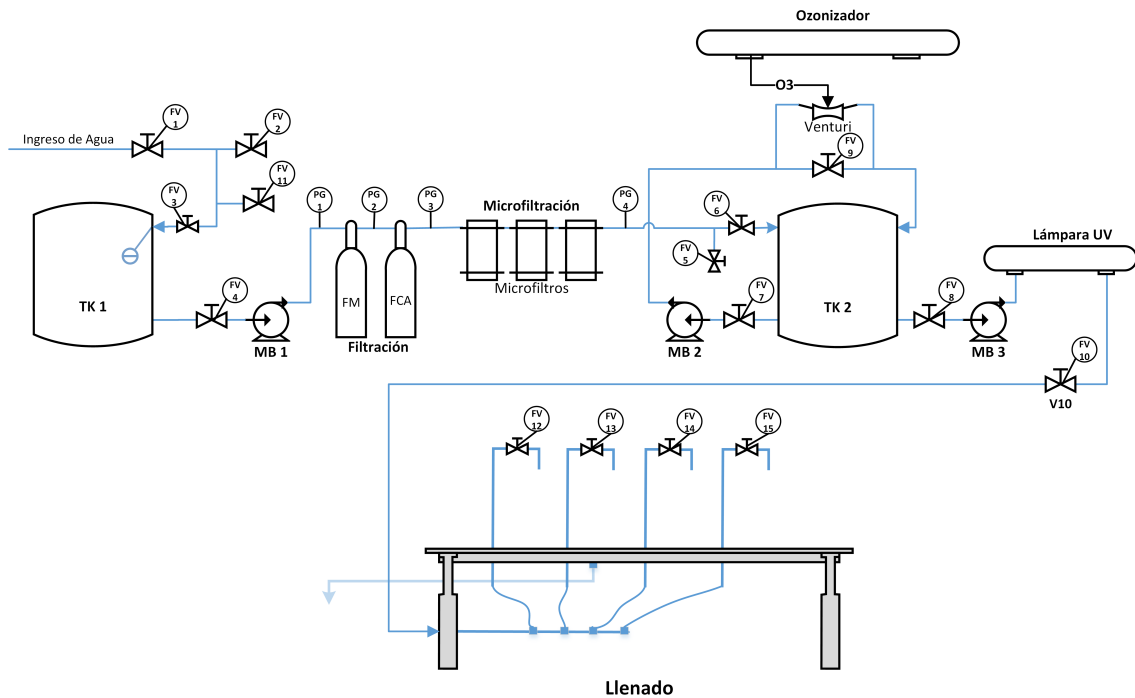 Ozonizador
O3
Venturi
FV
1
FV
2
Ingreso de Agua
FV
9
FV
11
FV
3
PG
1
PG
2
PG
3
Microfiltración
PG
4
FV
6
FV
5
Microfiltros
Lámpara UV
TK 1
FV
4
MB 1
FM
FCA
Filtración
FV
7
MB 2
TK 2
FV
8
MB 3
FV
10
V10
FV
12
FV
13
FV
14
FV
15
Llenado